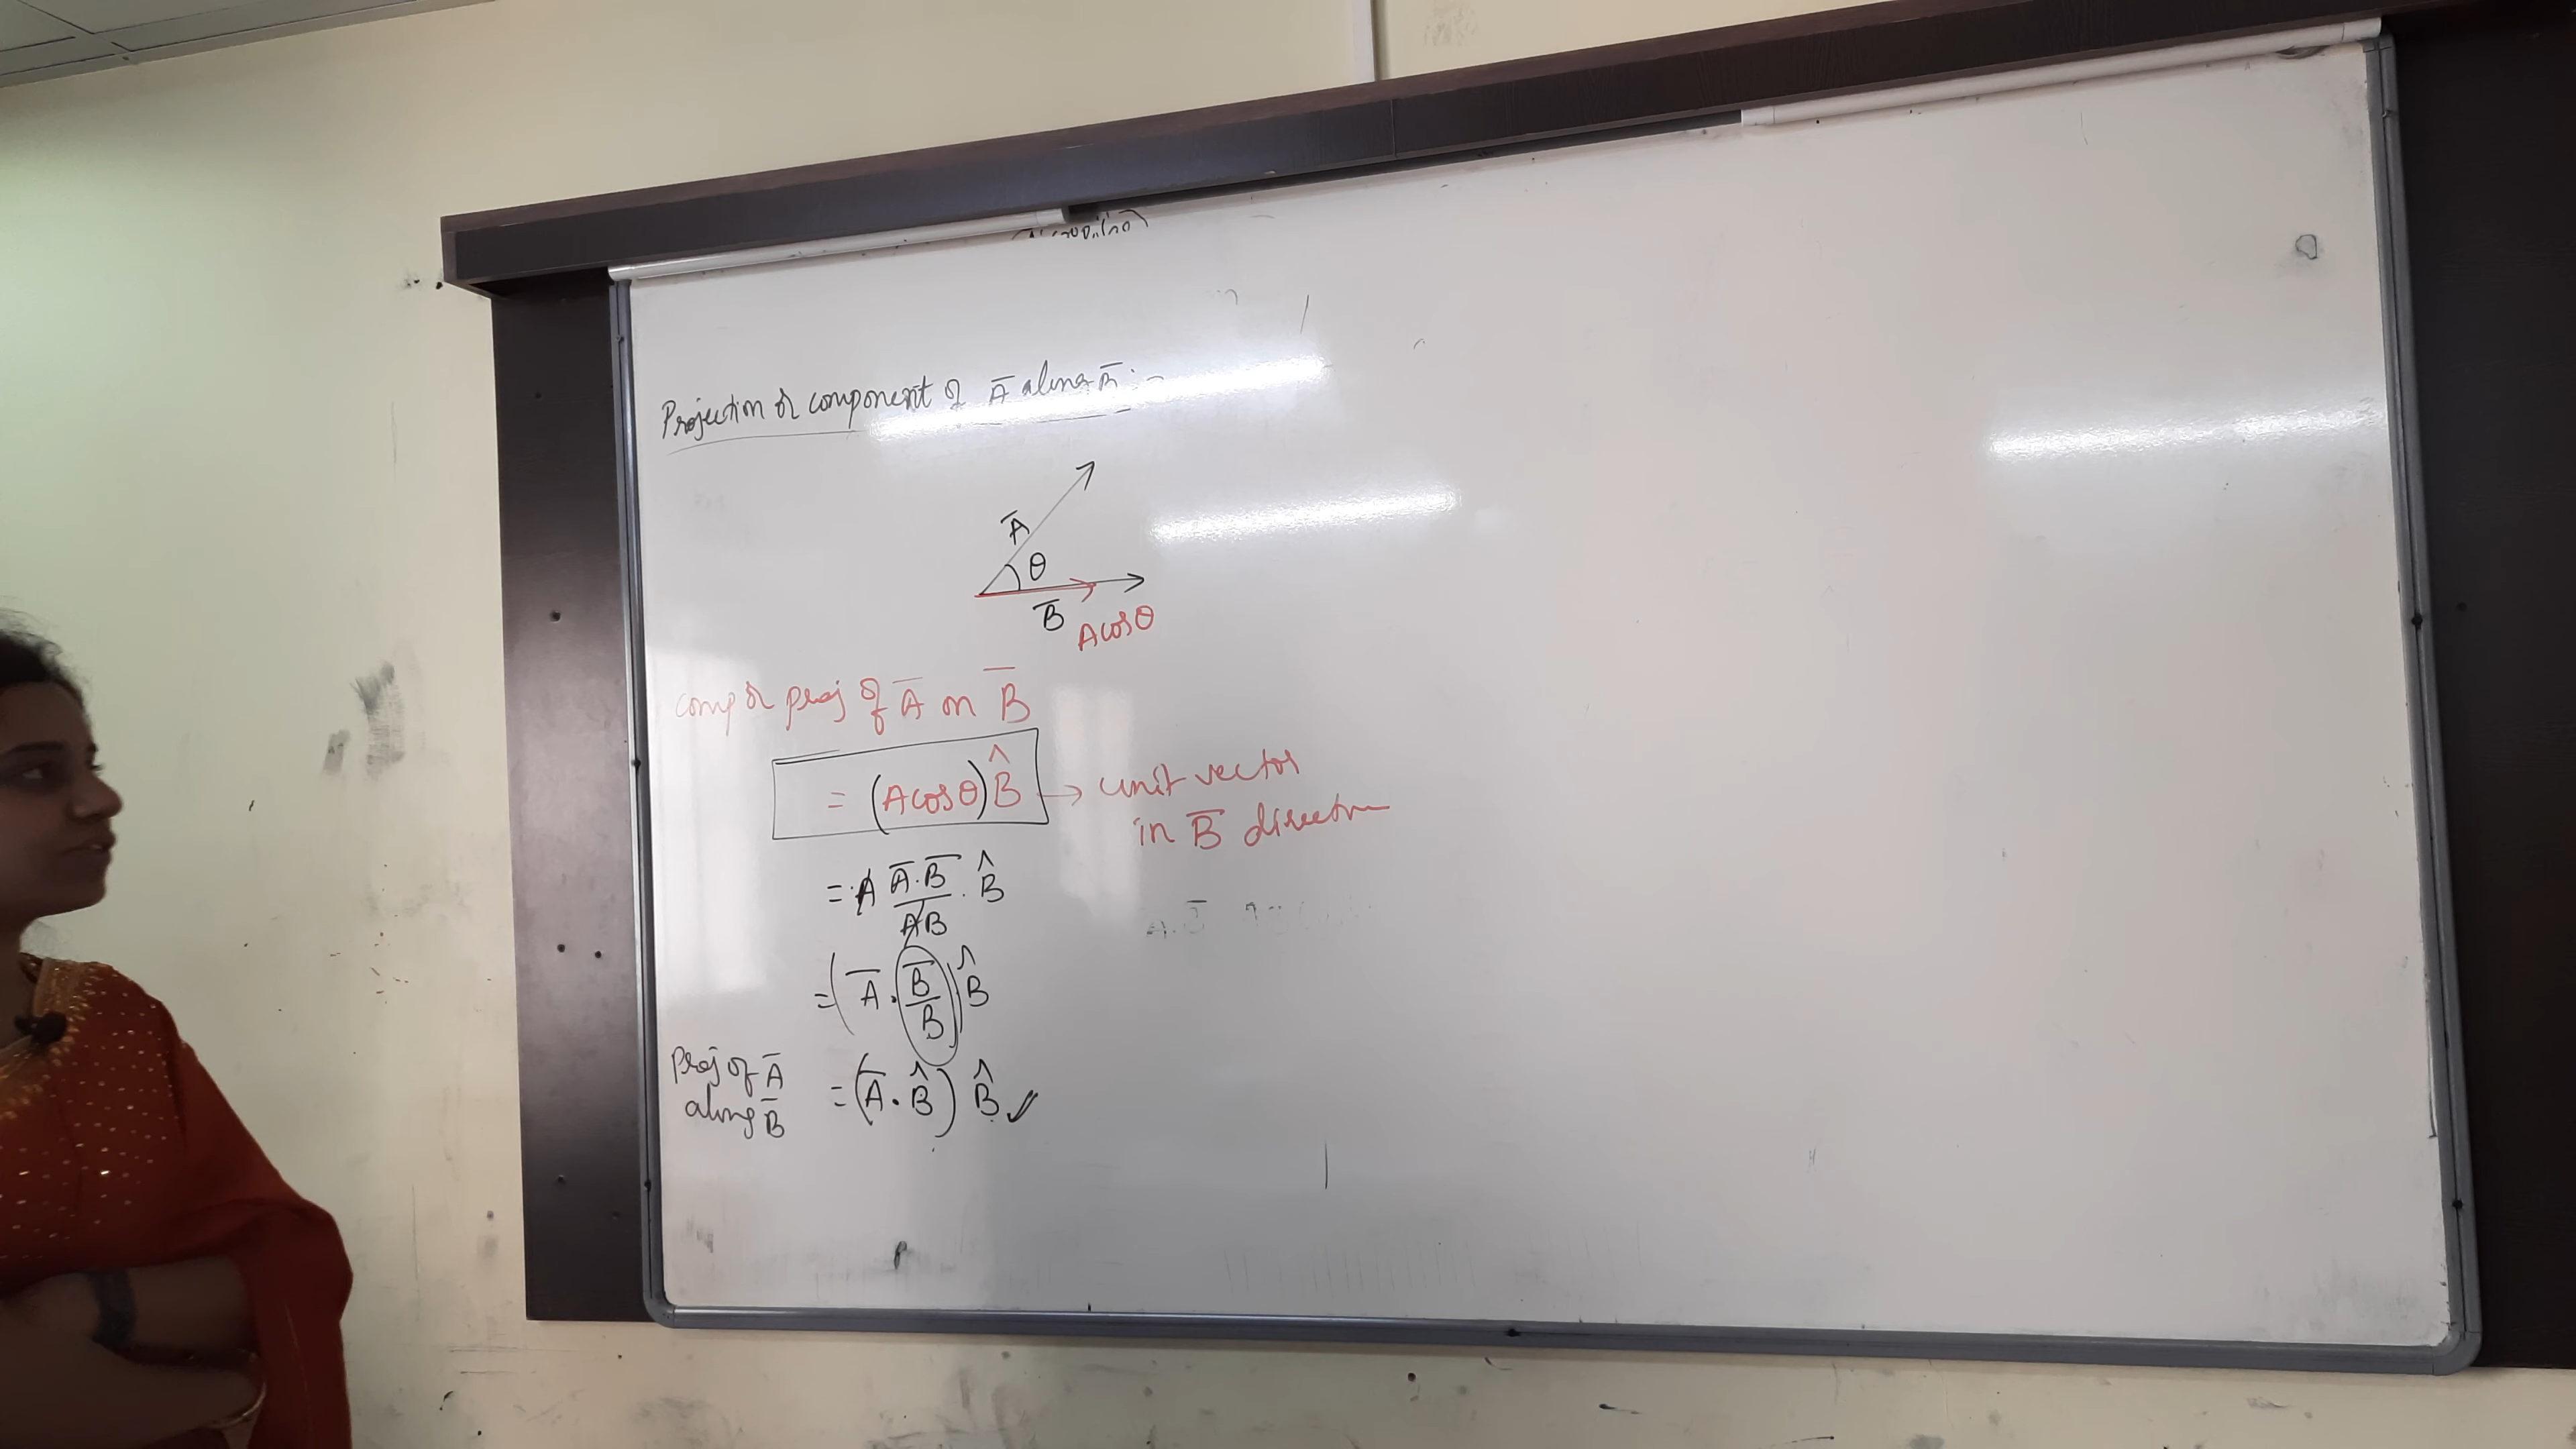 Projection or component of A̅ along B̅ :-
A̅
θ
B̅
A cos θ
comp or proj of A̅ on B̅
= (A cos θ) B̂ → unit vector
in B̅ direction
= A A̅·B̅/AB · B̂
= (A̅ · B̅/B) B̂
Proj of A̅
along B̅ = (A̅ · B̂) B̂ ✓